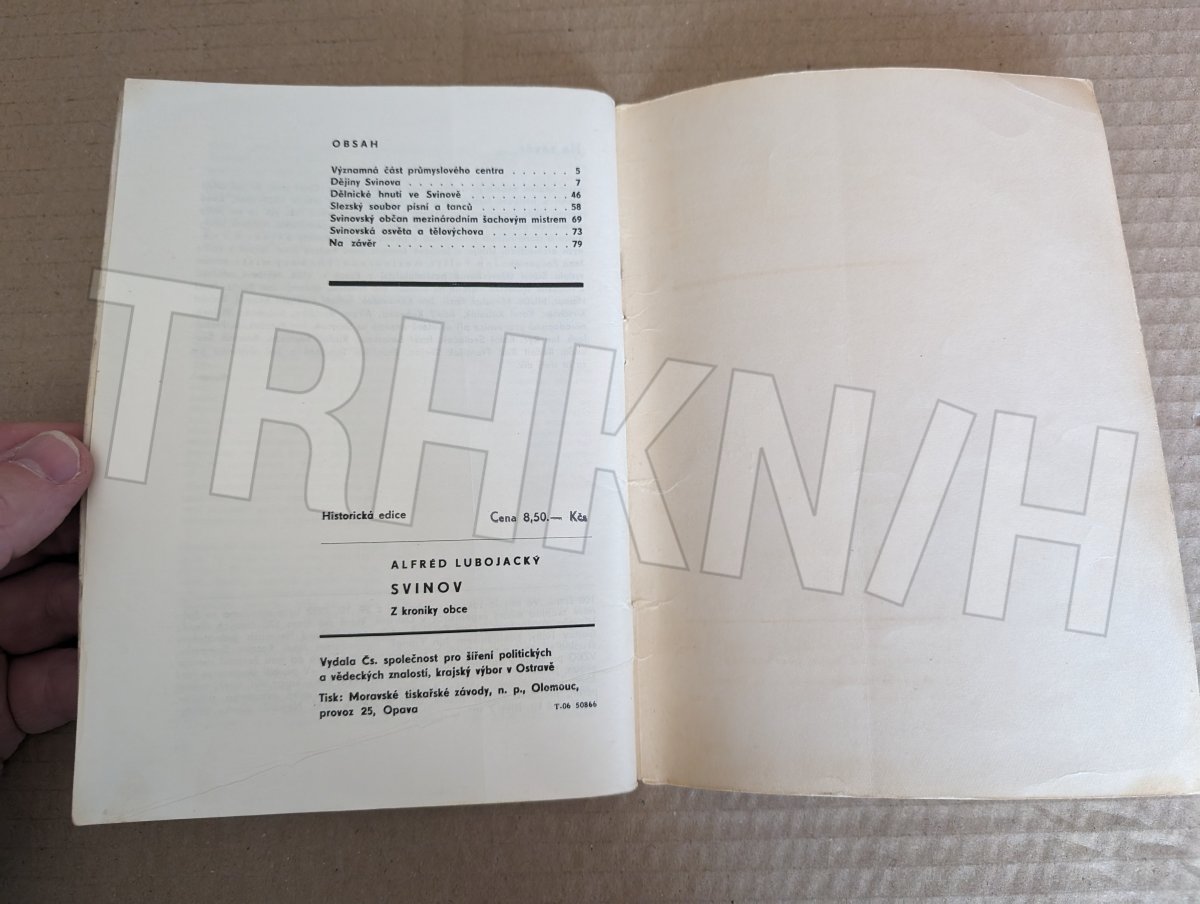 OBSAH
Významná část průmyslového centra . . . . . . 5
Dějiny Svinova . . . . . . . . . . . . . . . . 7
Dělnické hnutí ve Svinově . . . . . . . . . . 46
Slezský soubor písní a tanců . . . . . . . . . 58
Svinovský občan mezinárodním šachovým mistrem 69
Svinovská osvěta a tělovýchova . . . . . . . . 73
Na závěr . . . . . . . . . . . . . . . . . . 79
TRHKNIH
Historická edice Cena 8,50.— Kčs
ALFRÉD LUBOJACKÝ
SVINOV
Z kroniky obce
Vydala Čs. společnost pro šíření politických
a vědeckých znalostí, krajský výbor v Ostravě
Tisk: Moravské tiskařské závody, n. p., Olomouc,
provoz 25, Opava T-06 50866